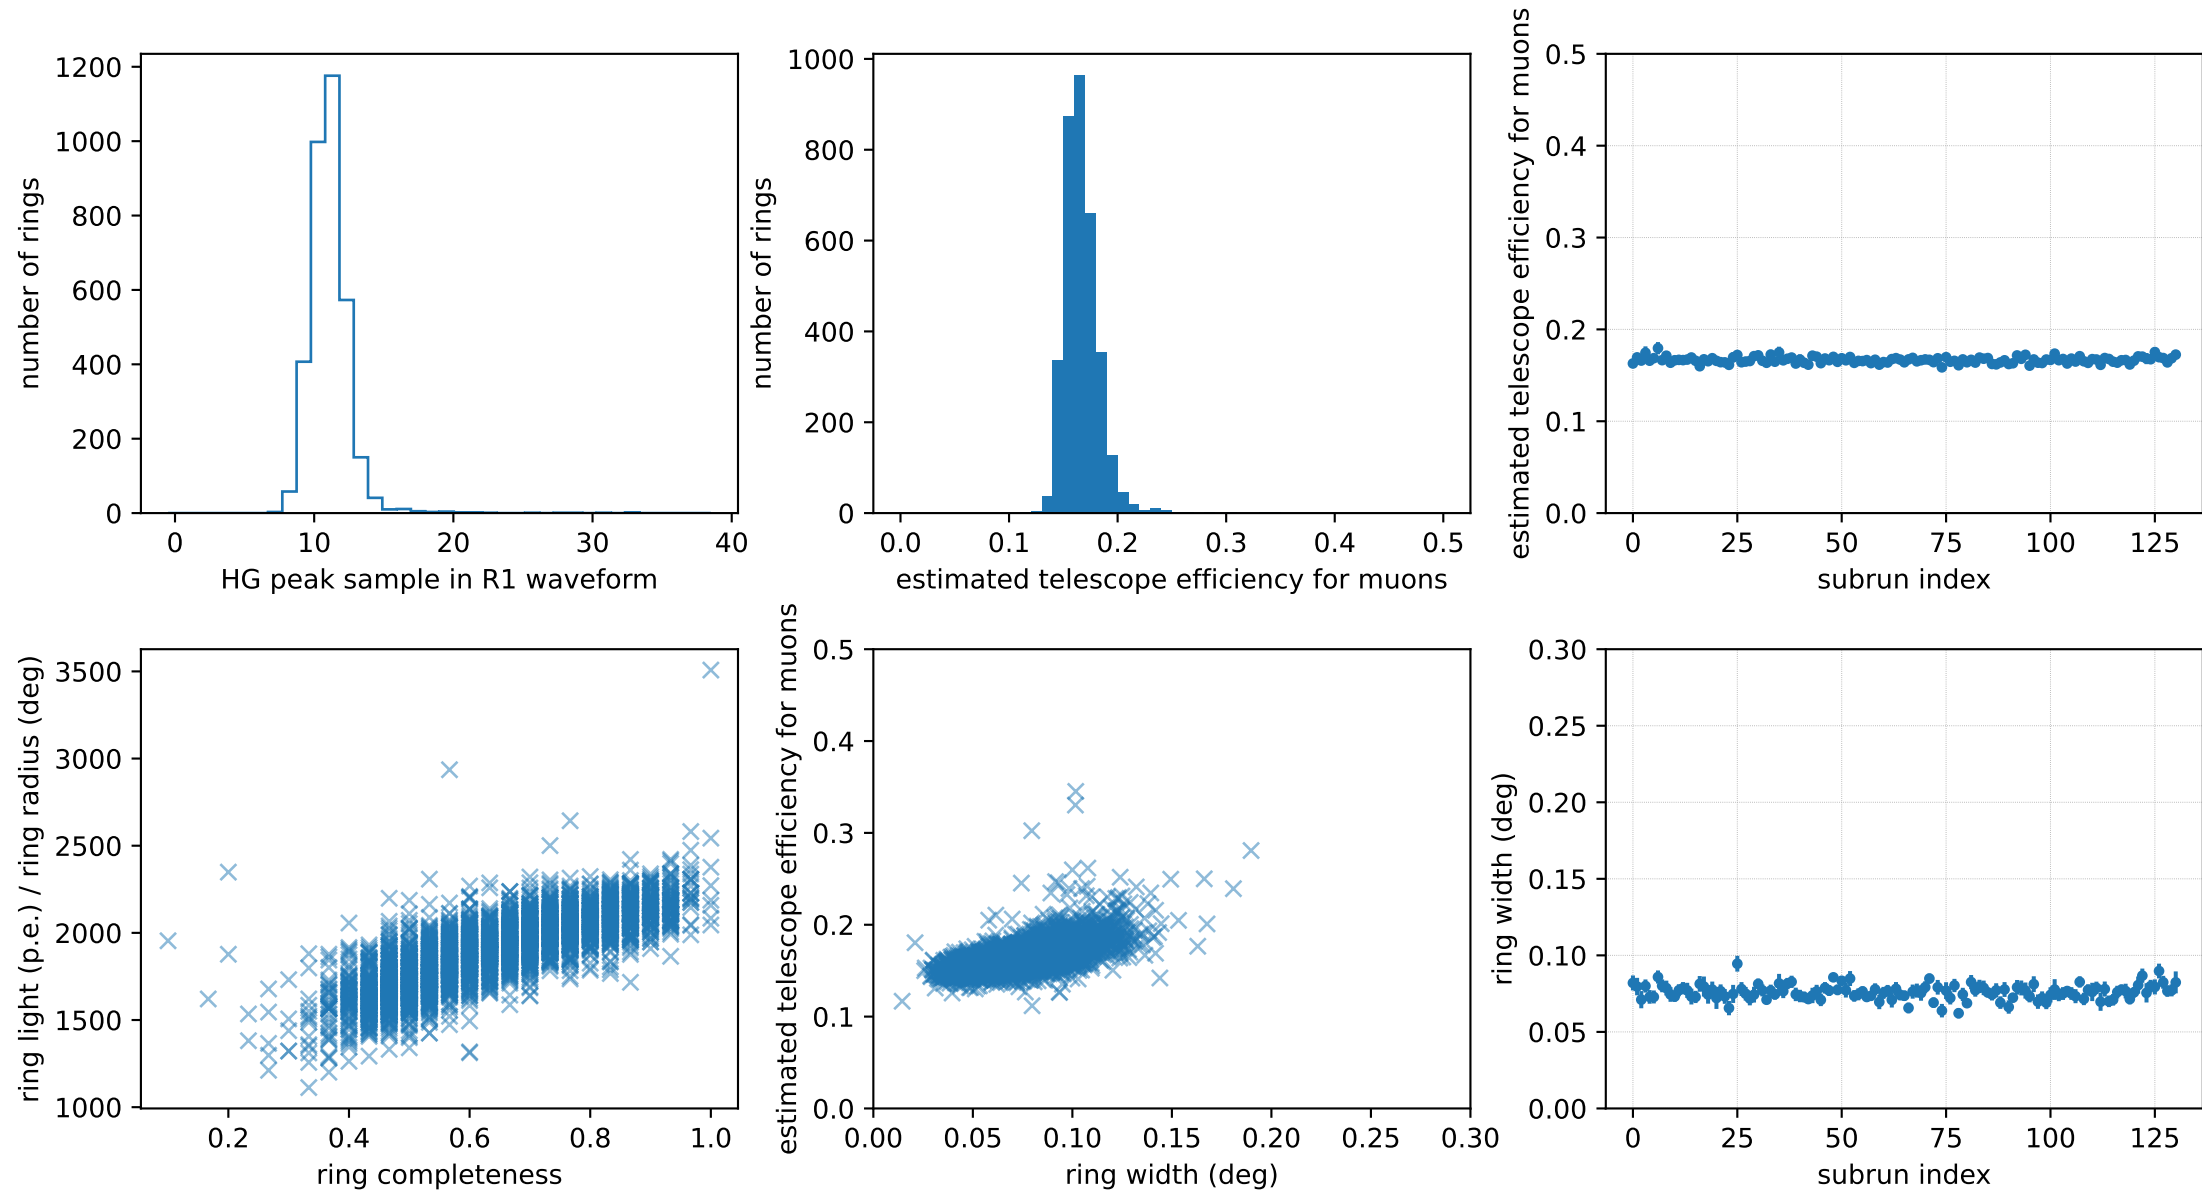 number of rings
1200
1000
800
600
400
200
0
0 10 20 30 40
HG peak sample in R1 waveform
number of rings
1000
800
600
400
200
0
0.0 0.1 0.2 0.3 0.4 0.5
estimated telescope efficiency for muons
estimated telescope efficiency for muons
0.5
0.4
0.3
0.2
0.1
0.0
0 25 50 75 100 125
subrun index
ring light (p.e.) / ring radius (deg)
3500
3000
2500
2000
1500
1000
0.2 0.4 0.6 0.8 1.0
ring completeness
estimated telescope efficiency for muons
0.5
0.4
0.3
0.2
0.1
0.0
0.00 0.05 0.10 0.15 0.20 0.25 0.30
ring width (deg)
ring width (deg)
0.30
0.25
0.20
0.15
0.10
0.05
0.00
0 25 50 75 100 125
subrun index